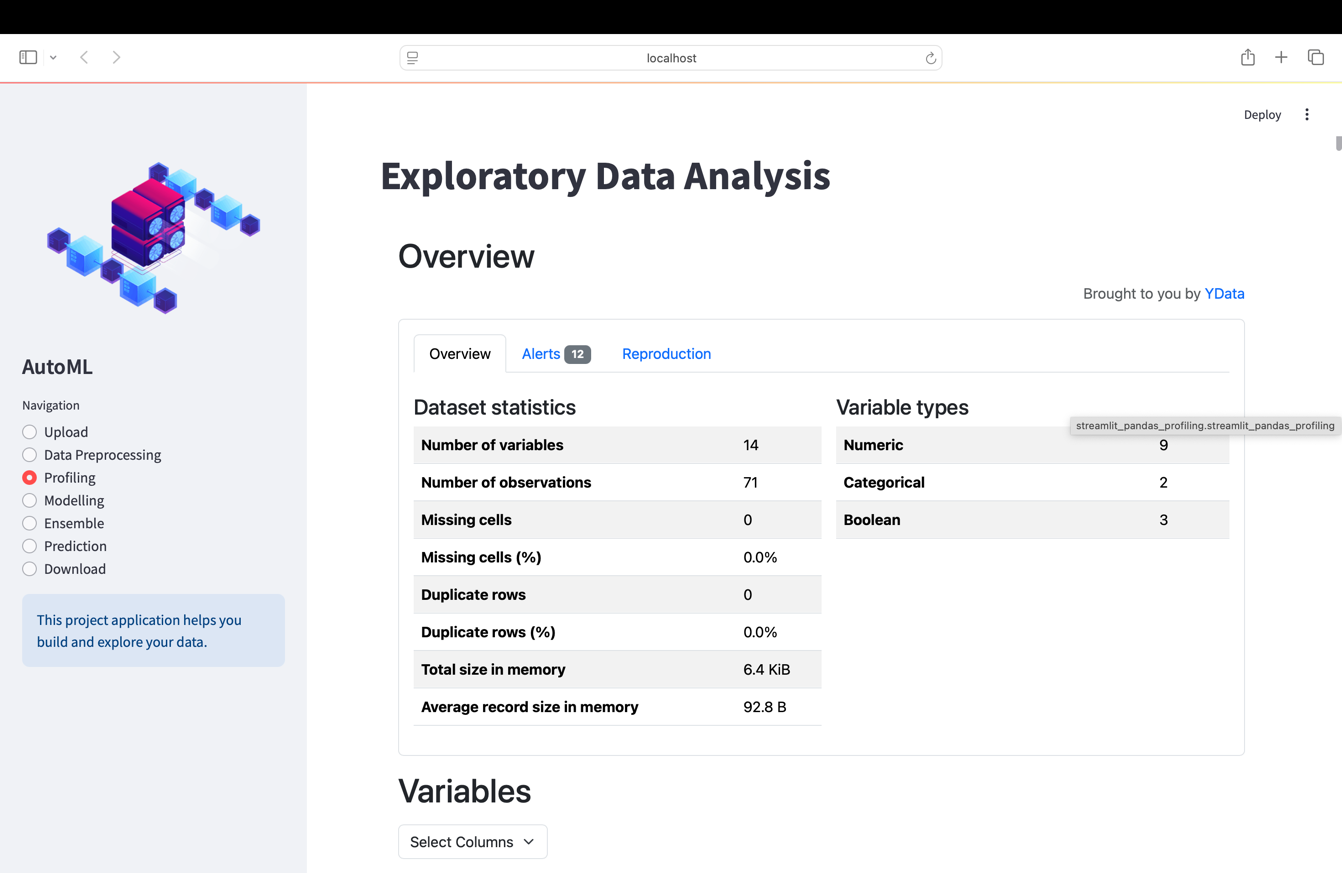 localhost
Deploy
Exploratory Data Analysis
Overview
Brought to you by YData
Overview Alerts 12 Reproduction
Dataset statistics
Number of variables 14
Number of observations 71
Missing cells 0
Missing cells (%) 0.0%
Duplicate rows 0
Duplicate rows (%) 0.0%
Total size in memory 6.4 KiB
Average record size in memory 92.8 B
Variable types
streamlit_pandas_profiling.streamlit_pandas_profiling
Numeric 9
Categorical 2
Boolean 3
Variables
Select Columns
AutoML
Navigation
Upload
Data Preprocessing
Profiling
Modelling
Ensemble
Prediction
Download
This project application helps you
build and explore your data.